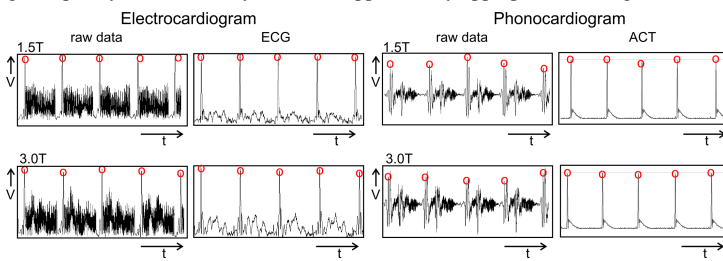 Electrocardiogram Phonocardiogram
raw data ECG raw data ACT
1.5T 1.5T
V V
t t t t
3.0T 3.0T
V V
t t t t